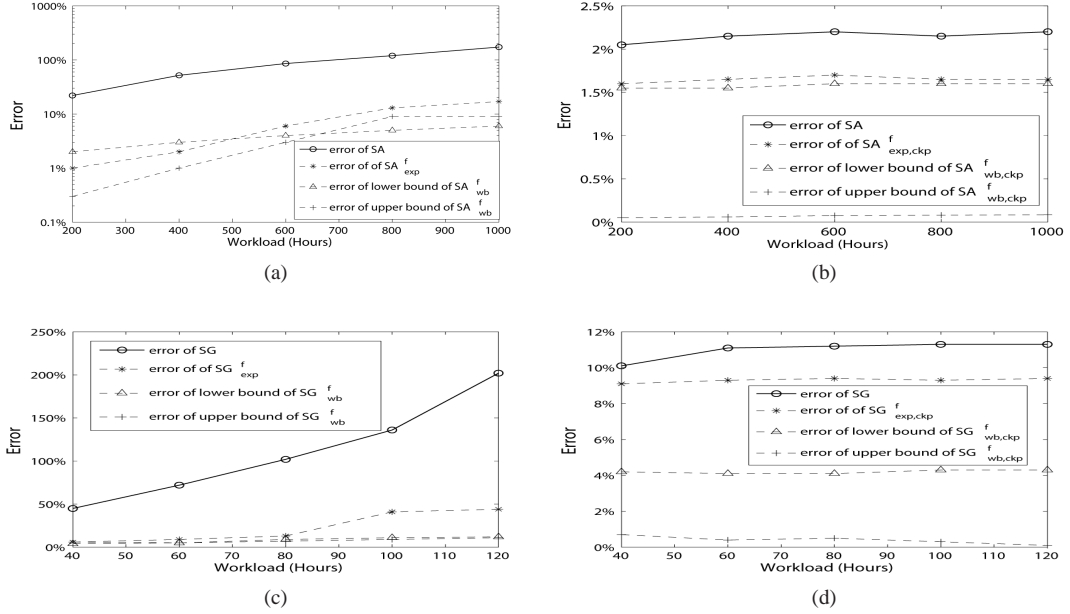 1000%
100%
10%
1%
0.1%
Error
200 300 400 500 600 700 800 900 1000
Workload (Hours)
error of SA
error of of SA f exp
error of lower bound of SA f wb
error of upper bound of SA f wb
(a)
2.5%
2%
1.5%
1%
0.5%
0%
Error
200 400 600 800 1000
Workload (Hours)
error of SA
error of of SA f exp,ckp
error of lower bound of SA f wb,ckp
error of upper bound of SA f wb,ckp
(b)
250%
200%
150%
100%
50%
0%
Error
40 50 60 70 80 90 100 110 120
Workload (Hours)
error of SG
error of of SG f exp
error of lower bound of SG f wb
error of upper bound of SG f wb
(c)
12%
10%
8%
6%
4%
2%
0%
Error
40 50 60 70 80 90 100 110 120
Workload (Hours)
error of SG
error of of SG f exp,ckp
error of lower bound of SG f wb,ckp
error of upper bound of SG f wb,ckp
(d)